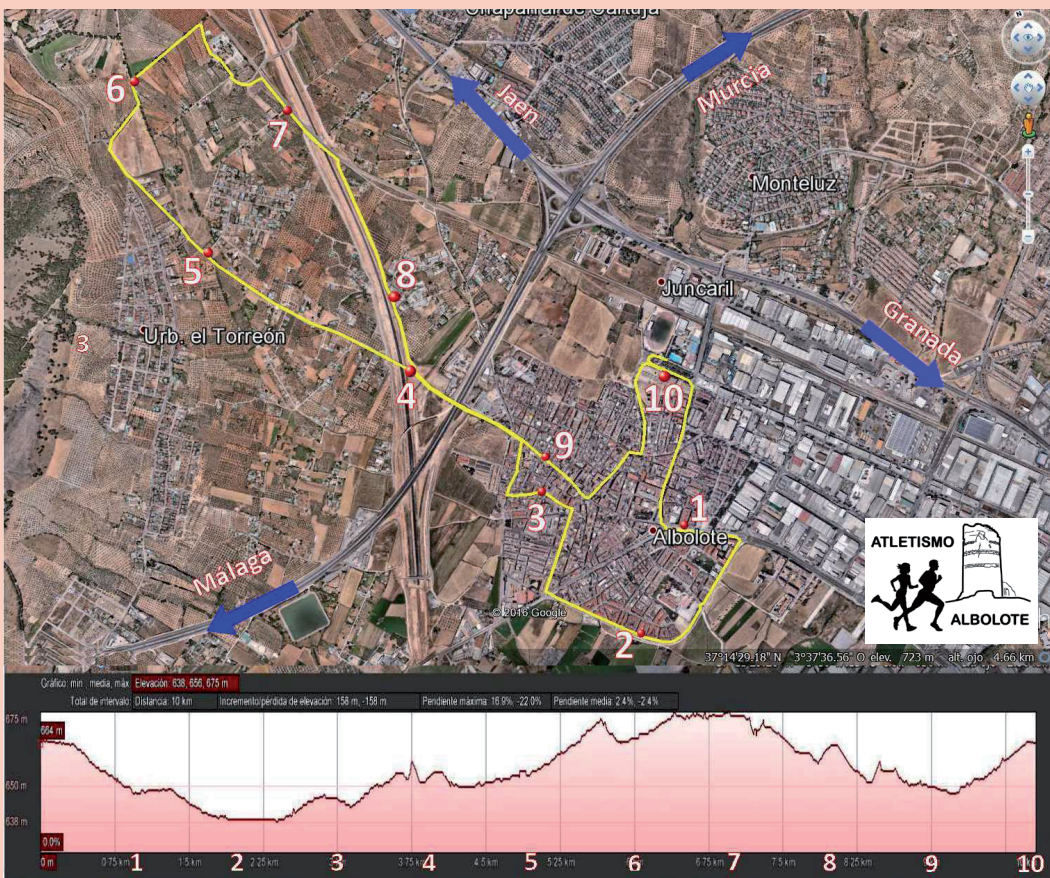 Chaparral de Cartuja
6
Jaen
Murcia
7
Monteluz
5
8
Juncaril
Granada
3
Urb. el Torreón
4
10
9
3
1
Albolote
Málaga
ATLETISMO
ALBOLOTE
© 2016 Google
2
37°14'29.18" N 3°37'36.56" O elev. 723 m alt. ojo 4.66 km
Gráfico: min., media, máx. Elevación: 638, 656, 675 m
Total de intervalo: Distancia: 10 km Incremento/pérdida de elevación: 158 m, -158 m Pendiente máxima: 16.9%, -22.0% Pendiente media: 2.4%, -2.4%
675 m
664 m
650 m
638 m
0.0%
0 m 0.75 km 1 1.5 km 2 2.25 km 3 3.75 km 4 4.5 km 5 5.25 km 6 6.75 km 7 7.5 km 8 8.25 km 9 10